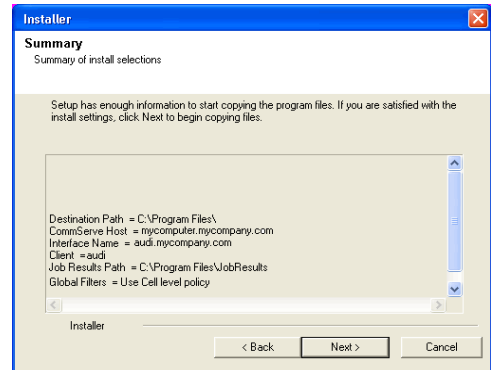 Installer
Summary
Summary of install selections
Setup has enough information to start copying the program files. If you are satisfied with the
install settings, click Next to begin copying files.
Destination Path = C:\Program Files\
CommServe Host = mycomputer.mycompany.com
Interface Name = audi.mycompany.com
Client =audi
Job Results Path = C:\Program Files\JobResults
Global Filters = Use Cell level policy
Installer
< Back Next > Cancel